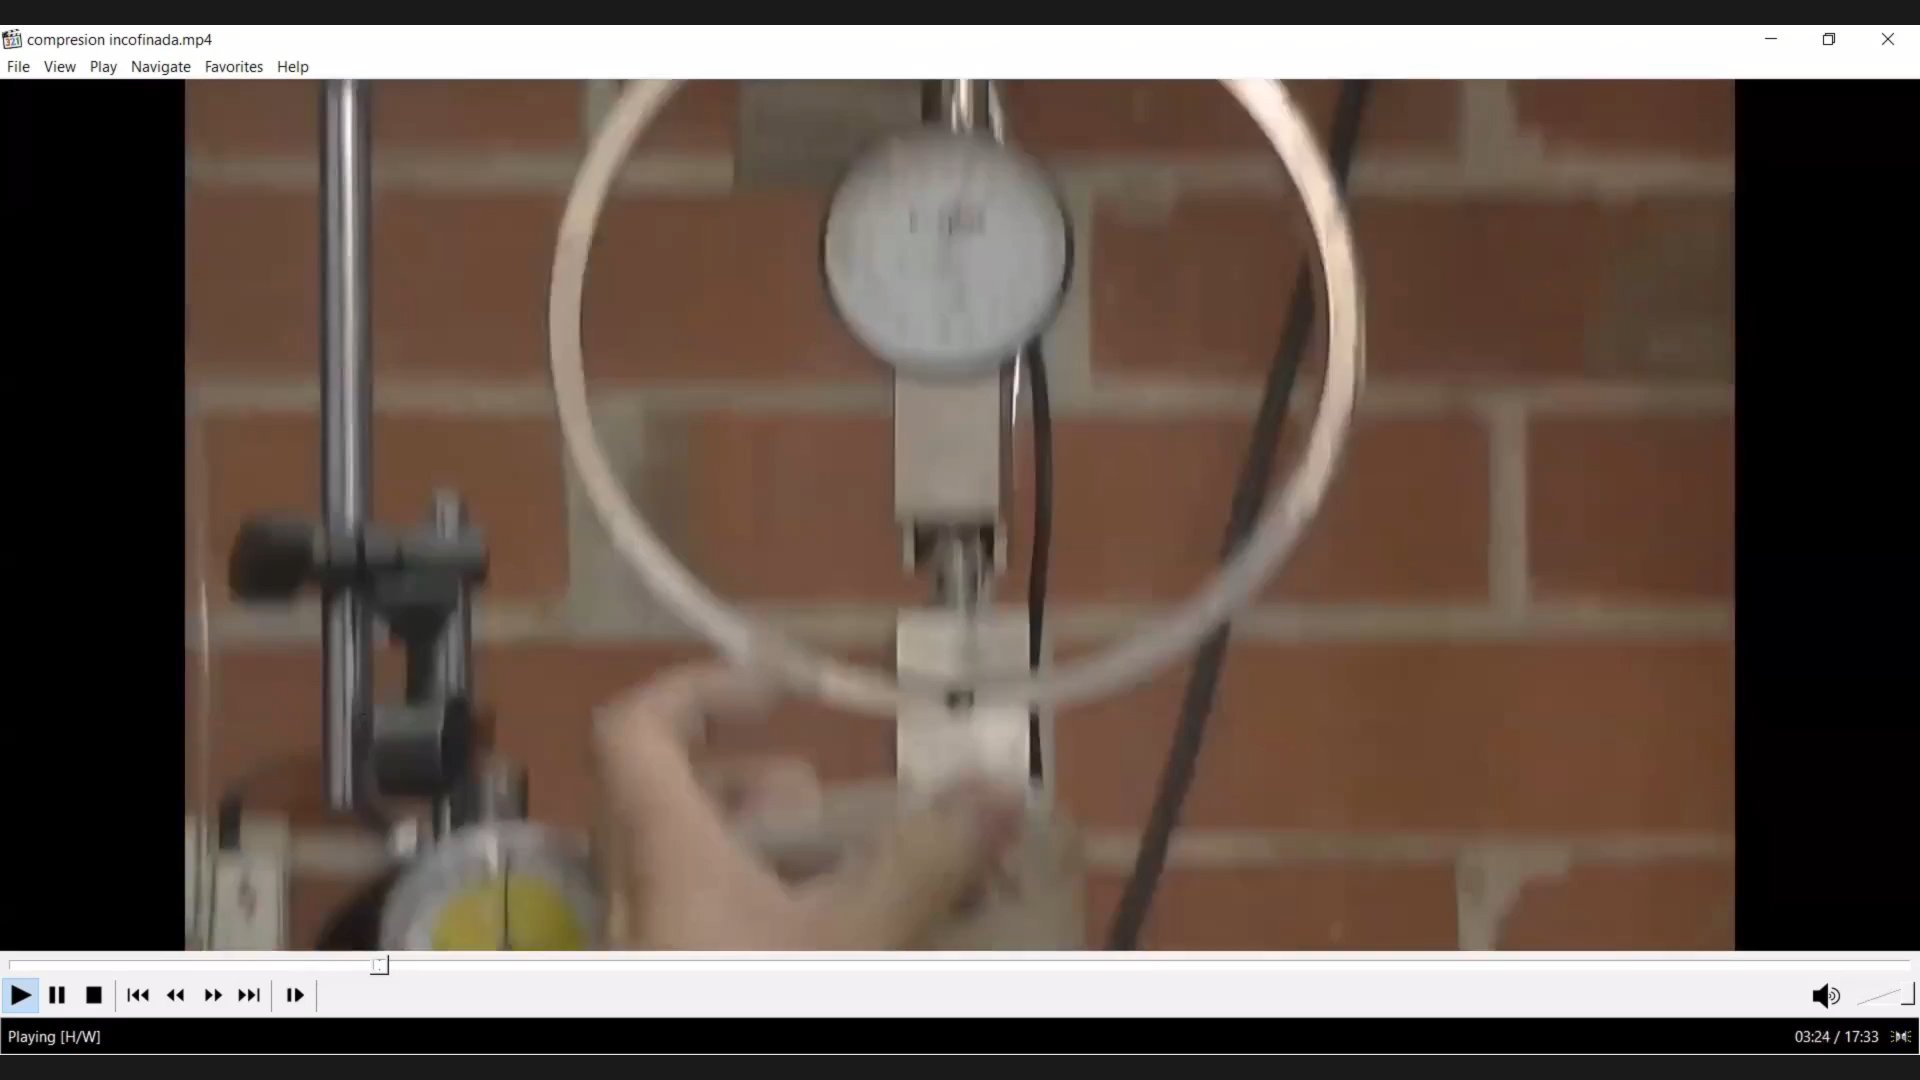 compresion incofinada.mp4
File View Play Navigate Favorites Help
Playing [H/W]
03:24 / 17:33